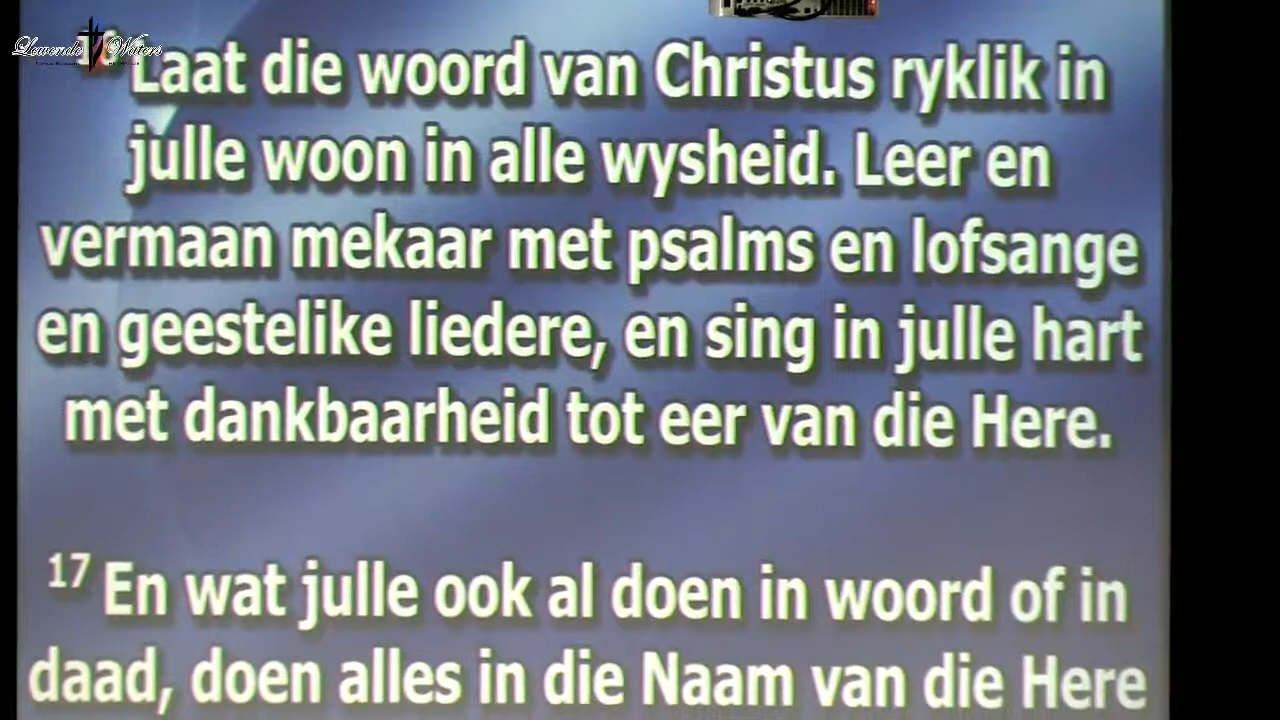 Lewende Waters
Laat die woord van Christus ryklik in
julle woon in alle wysheid. Leer en
vermaan mekaar met psalms en lofsange
en geestelike liedere, en sing in julle hart
met dankbaarheid tot eer van die Here.
17 En wat julle ook al doen in woord of in
daad, doen alles in die Naam van die Here